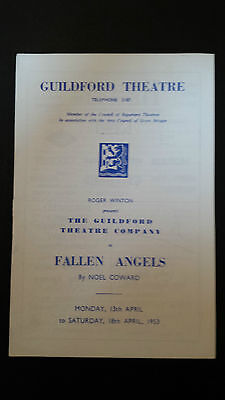 GUILDFORD THEATRE
TELEPHONE 2187
Member of the Council of Repertory Theatres
In association with the Arts Council of Great Britain
ROGER WINTON
presents
THE GUILDFORD
THEATRE COMPANY
in
FALLEN ANGELS
By NOEL COWARD
MONDAY, 13th APRIL
to SATURDAY, 18th APRIL, 1953